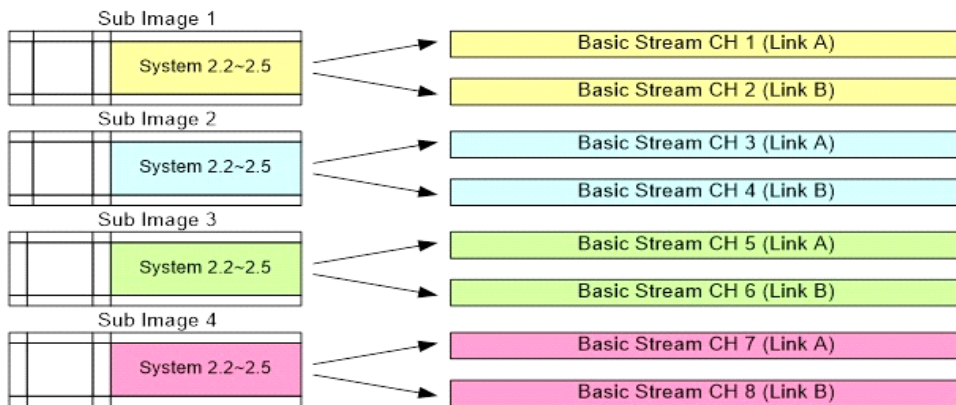 Sub Image 1
System 2.2~2.5
Basic Stream CH 1 (Link A)
Basic Stream CH 2 (Link B)
Sub Image 2
System 2.2~2.5
Basic Stream CH 3 (Link A)
Basic Stream CH 4 (Link B)
Sub Image 3
System 2.2~2.5
Basic Stream CH 5 (Link A)
Basic Stream CH 6 (Link B)
Sub Image 4
System 2.2~2.5
Basic Stream CH 7 (Link A)
Basic Stream CH 8 (Link B)